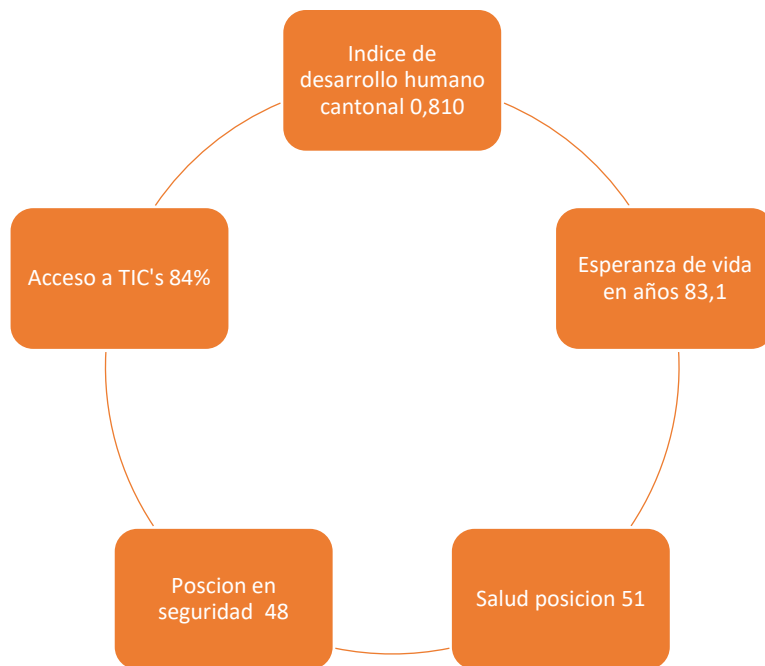 Indice de
desarrollo humano
cantonal 0,810
Esperanza de vida
en años 83,1
Salud posicion 51
Poscion en
seguridad  48
Acceso a TIC's 84%